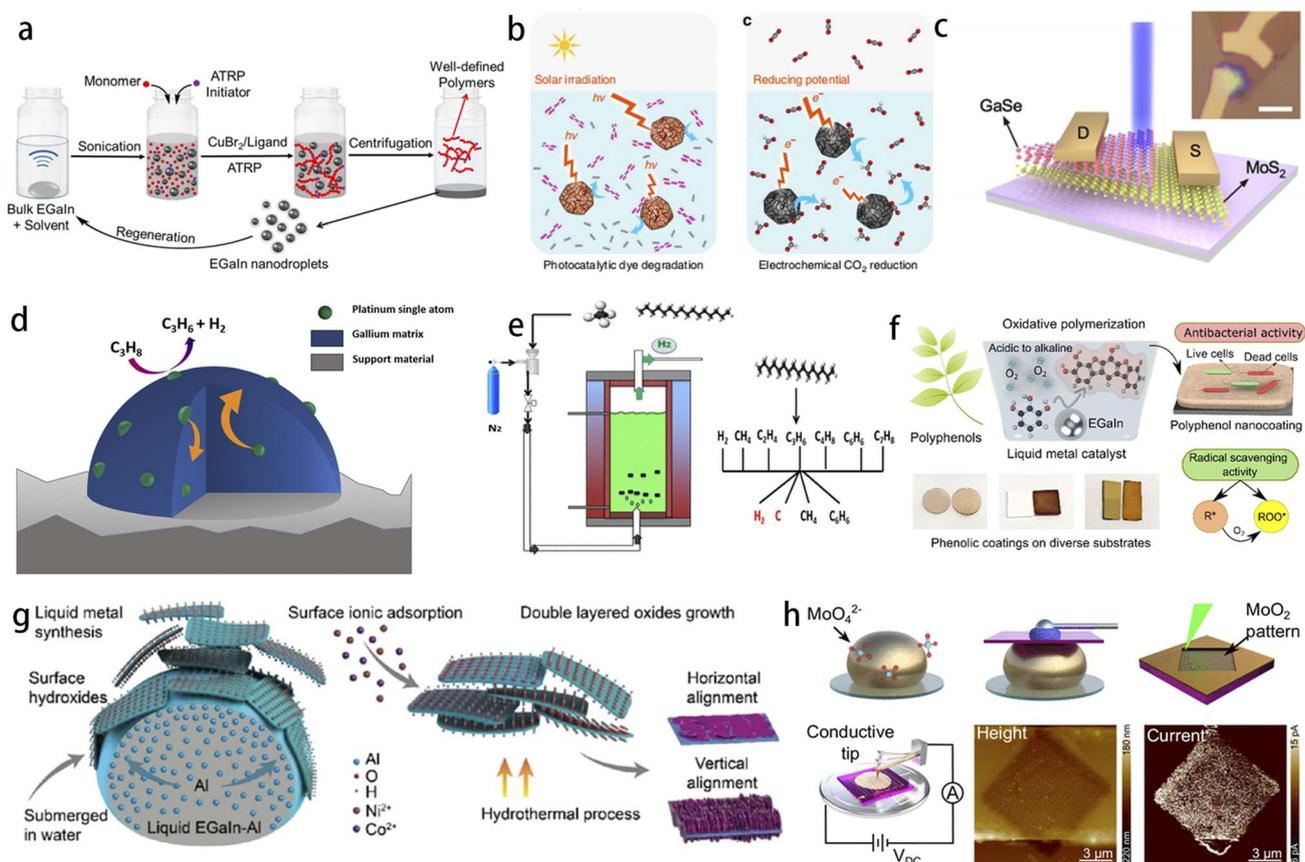 a
Monomer
ATRP
Initiator
Well-defined
Polymers
Sonication
CuBr₂/Ligand
ATRP
Centrifugation
Bulk EGaIn
+ Solvent
Regeneration
EGaIn nanodroplets
b
Solar irradiation
hv
hv
hv
Photocatalytic dye degradation
c
Reducing potential
e⁻
e⁻
e⁻
Electrochemical CO₂ reduction
c
GaSe
D
S
MoS₂
d
C₃H₈
C₃H₆ + H₂
Platinum single atom
Gallium matrix
Support material
e
N₂
H₂
H₂ CH₄ C₂H₄ C₃H₆ C₄H₈ C₆H₆ C₇H₈
H₂ C CH₄ C₆H₆
f
Polyphenols
Oxidative polymerization
Acidic to alkaline
O₂
O₂
O₂
EGaIn
Liquid metal catalyst
Antibacterial activity
Live cells
Dead cells
Polyphenol nanocoating
Phenolic coatings on diverse substrates
Radical scavenging
activity
R*
O₂
ROO*
g
Liquid metal
synthesis
Surface
hydroxides
Submerged
in water
Al
Liquid EGaIn-Al
Surface ionic adsorption
Al
O
H
Ni²⁺
Co²⁺
Double layered oxides growth
Hydrothermal process
Horizontal
alignment
Vertical
alignment
h
MoO₄²⁻
MoO₂
pattern
Conductive
tip
A
V_DC
Height
180 nm
3 µm
Current
15 pA
3 µm